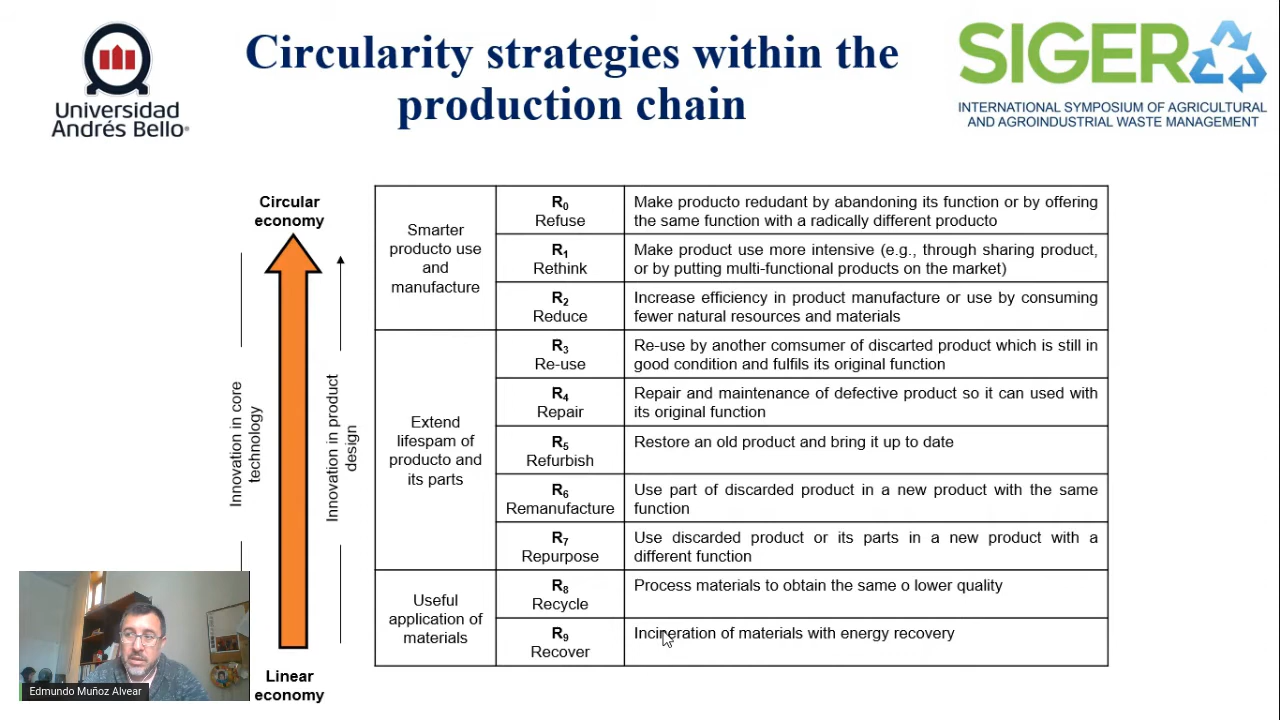 Universidad
Andrés Bello®
Circularity strategies within the
production chain
SIGER
INTERNATIONAL SYMPOSIUM OF AGRICULTURAL
AND AGROINDUSTRIAL WASTE MANAGEMENT
Circular
economy
Innovation in core
technology
Innovation in product
design
Linear
economy
Smarter
producto use
and
manufacture
R0
Refuse
Make producto redudant by abandoning its function or by offering
the same function with a radically different producto
R1
Rethink
Make product use more intensive (e.g., through sharing product,
or by putting multi-functional products on the market)
R2
Reduce
Increase efficiency in product manufacture or use by consuming
fewer natural resources and materials
Extend
lifespam of
producto and
its parts
R3
Re-use
Re-use by another comsumer of discarted product which is still in
good condition and fulfils its original function
R4
Repair
Repair and maintenance of defective product so it can used with
its original function
R5
Refurbish
Restore an old product and bring it up to date
R6
Remanufacture
Use part of discarded product in a new product with the same
function
R7
Repurpose
Use discarded product or its parts in a new product with a
different function
Useful
application of
materials
R8
Recycle
Process materials to obtain the same o lower quality
R9
Recover
Incineration of materials with energy recovery
Edmundo Muñoz Alvear